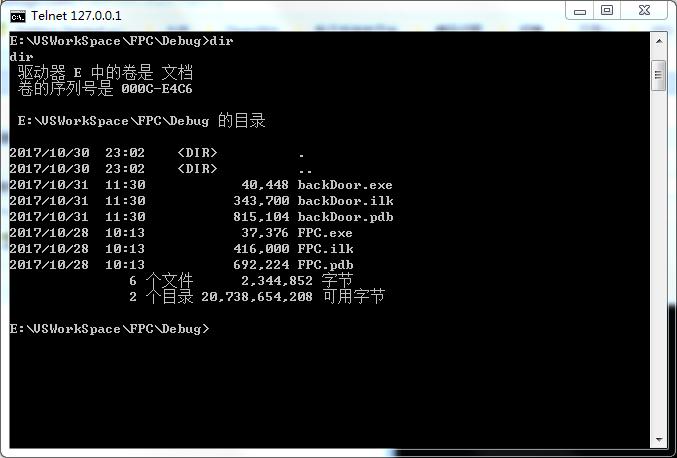 Telnet 127.0.0.1
E:\VSWorkSpace\FPC\Debug>dir
dir
驱动器 E 中的卷是 文档
卷的序列号是 000C-E4C6
E:\VSWorkSpace\FPC\Debug 的目录
2017/10/30  23:02    <DIR>          .
2017/10/30  23:02    <DIR>          ..
2017/10/31  11:30            40,448 backDoor.exe
2017/10/31  11:30           343,700 backDoor.ilk
2017/10/31  11:30           815,104 backDoor.pdb
2017/10/28  10:13            37,376 FPC.exe
2017/10/28  10:13           416,000 FPC.ilk
2017/10/28  10:13           692,224 FPC.pdb
6 个文件      2,344,852 字节
2 个目录 20,738,654,208 可用字节
E:\VSWorkSpace\FPC\Debug>